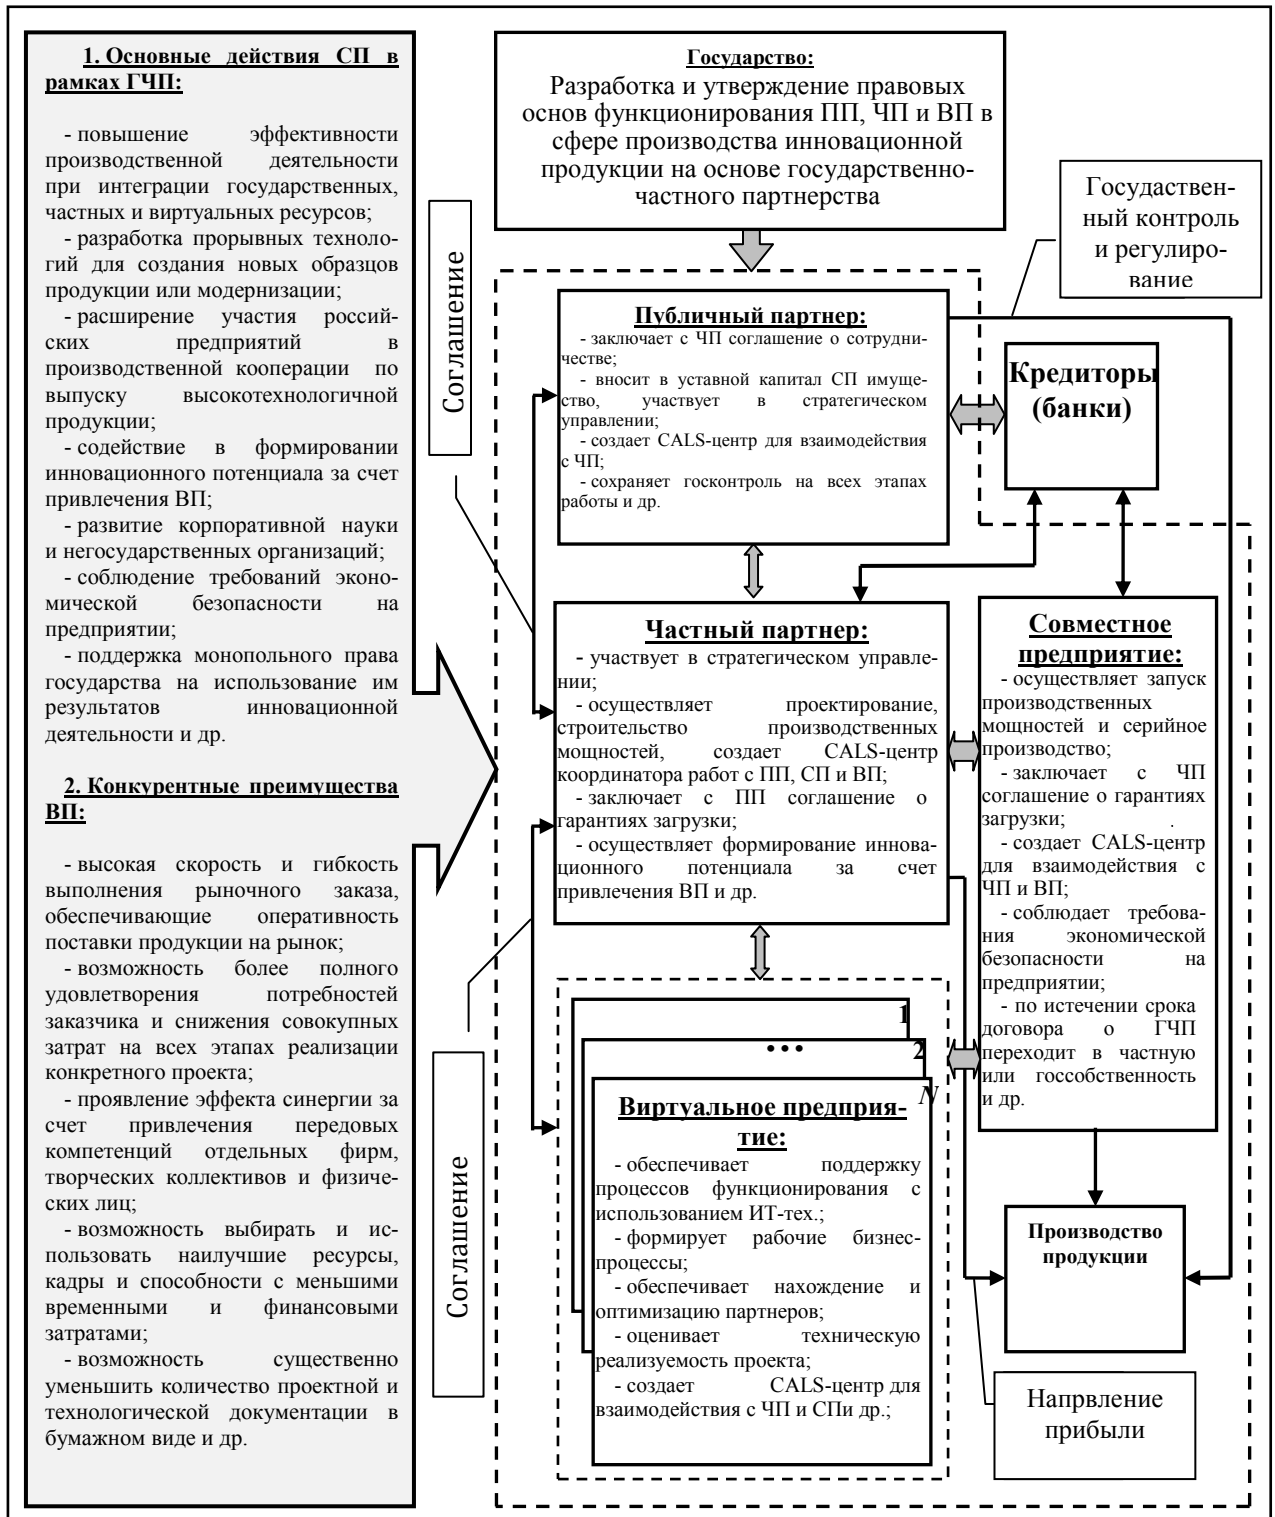 1. Основные действия СП в
рамках ГЧП:
- повышение эффективности
производственной деятельности
при интеграции государственных,
частных и виртуальных ресурсов;
- разработка прорывных техноло-
гий для создания новых образцов
продукции или модернизации;
- расширение участия россий-
ских предприятий в
производственной кооперации по
выпуску высокотехнологичной
продукции;
- содействие в формировании
инновационного потенциала за счет
привлечения ВП;
- развитие корпоративной науки
и негосударственных организаций;
- соблюдение требований эконо-
мической безопасности на
предприятии;
- поддержка монопольного права
государства на использование им
результатов инновационной
деятельности и др.
2. Конкурентные преимущества
ВП:
- высокая скорость и гибкость
выполнения рыночного заказа,
обеспечивающие оперативность
поставки продукции на рынок;
- возможность более полного
удовлетворения потребностей
заказчика и снижения совокупных
затрат на всех этапах реализации
конкретного проекта;
- проявление эффекта синергии за
счет привлечения передовых
компетенций отдельных фирм,
творческих коллективов и физиче-
ских лиц;
- возможность выбирать и ис-
пользовать наилучшие ресурсы,
кадры и способности с меньшими
временными и финансовыми
затратами;
- возможность существенно
уменьшить количество проектной и
технологической документации в
бумажном виде и др.
Соглашение
Соглашение
Государство:
Разработка и утверждение правовых
основ функционирования ПП, ЧП и ВП в
сфере производства инновационной
продукции на основе государственно-
частного партнерства
Госудаствен-
ный контроль
и регулиро-
вание
Публичный партнер:
- заключает с ЧП соглашение о сотрудни-
честве;
- вносит в уставной капитал СП имуще-
ство, участвует в стратегическом
управлении;
- создает CALS-центр для взаимодействия
с ЧП;
- сохраняет госконтроль на всех этапах
работы и др.
Кредиторы
(банки)
Частный партнер:
- участвует в стратегическом управле-
нии;
- осуществляет проектирование,
строительство производственных
мощностей, создает CALS-центр
координатора работ с ПП, СП и ВП;
- заключает с ПП соглашение о
гарантиях загрузки;
- осуществляет формирование иннова-
ционного потенциала за счет
привлечения ВП и др.
Совместное
предприятие:
- осуществляет запуск
производственных
мощностей и серийное
производство;
- заключает с ЧП
соглашение о гарантиях
загрузки; .
- создает CALS-центр
для взаимодействия с
ЧП и ВП;
- соблюдает требова-
ния экономической
безопасности на
предприятии;
- по истечении срока
договора о ГЧП
переходит в частную
или госсобственность
и др.
1
... 2
N
Виртуальное предприя-
тие:
- обеспечивает поддержку
процессов функционирования с
использованием ИТ-тех.;
- формирует рабочие бизнес-
процессы;
- обеспечивает нахождение и
оптимизацию партнеров;
- оценивает техническую
реализуемость проекта;
- создает CALS-центр для
взаимодействия с ЧП и СПи др.;
Производство
продукции
Напрвление
прибыли